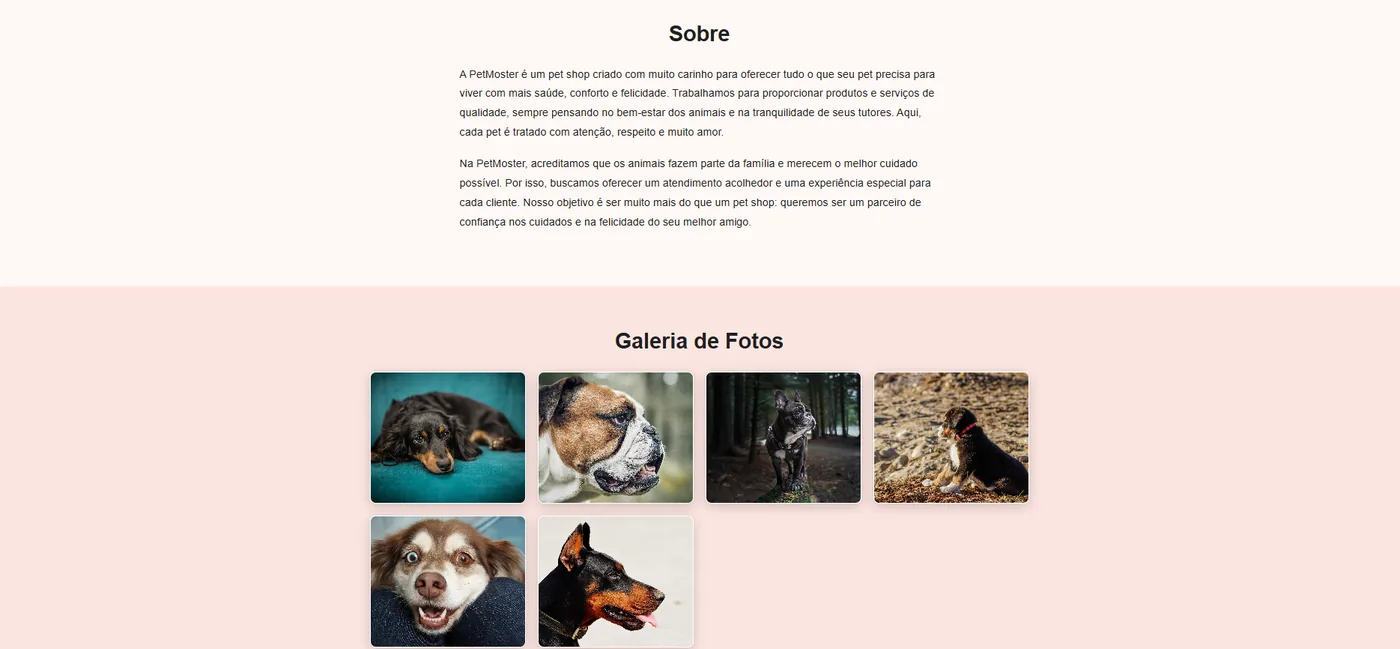 Sobre
A PetMoster é um pet shop criado com muito carinho para oferecer tudo o que seu pet precisa para
viver com mais saúde, conforto e felicidade. Trabalhamos para proporcionar produtos e serviços de
qualidade, sempre pensando no bem-estar dos animais e na tranquilidade de seus tutores. Aqui,
cada pet é tratado com atenção, respeito e muito amor.
Na PetMoster, acreditamos que os animais fazem parte da família e merecem o melhor cuidado
possível. Por isso, buscamos oferecer um atendimento acolhedor e uma experiência especial para
cada cliente. Nosso objetivo é ser muito mais do que um pet shop: queremos ser um parceiro de
confiança nos cuidados e na felicidade do seu melhor amigo.
Galeria de Fotos